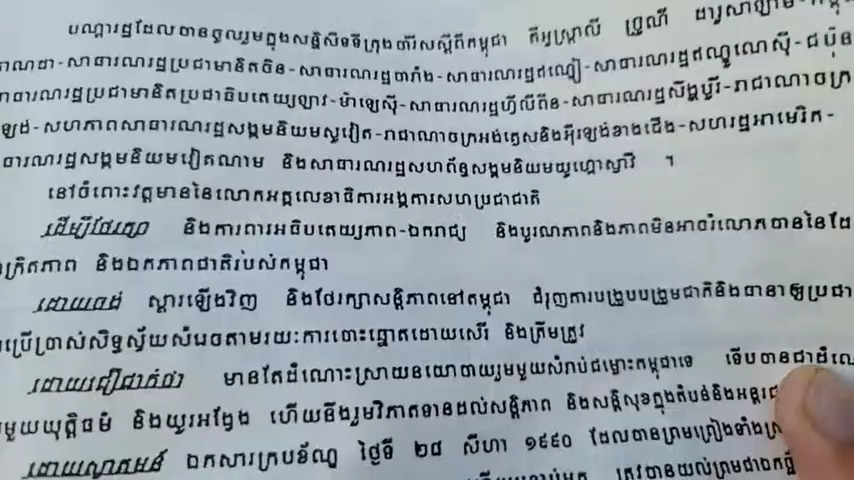 បណ្តារដ្ឋដែលបានចូលរួមក្នុងសន្និសីទទីក្រុងប៉ារីសស្តីពីកម្ពុជា គឺអូស្ត្រាលី ប្រូណី ដារូសាឡាម-
កាណាដា-សាធារណរដ្ឋប្រជាមានិតចិន-សាធារណរដ្ឋបារាំង-សាធារណរដ្ឋឥណ្ឌៀ-សាធារណរដ្ឋឥណ្ឌូណេស៊ី-ជប៉ុន
សាធារណរដ្ឋប្រជាមានិតប្រជាធិបតេយ្យឡាវ-ម៉ាឡេស៊ី-សាធារណរដ្ឋហ្វីលីពីន-សាធារណរដ្ឋសិង្ហបូរី-រាជាណាចក្រ
ឡង់-សហភាពសាធារណរដ្ឋសង្គមនិយមសូវៀត-រាជាណាចក្រអង់គ្លេសនិងអ៊ីរឡង់ខាងជើង-សហរដ្ឋអាមេរិក-
ធារណរដ្ឋសង្គមនិយមវៀតណាម និងសាធារណរដ្ឋសហព័ន្ធសង្គមនិយមយូហ្គោស្លាវី ។
នៅចំពោះវត្តមាននៃលោកអគ្គលេខាធិការអង្គការសហប្រជាជាតិ
ដើម្បីថែរក្សា និងការពារអធិបតេយ្យភាព-ឯករាជ្យ និងបូរណភាពនិងភាពមិនអាចរំលោភបាននៃដែ
ក្រិតភាព និងឯកភាពជាតិរបស់កម្ពុជា
ដោយចង់ ស្តារឡើងវិញ និងថែរក្សាសន្តិភាពនៅកម្ពុជា ជំរុញការបង្រួបបង្រួមជាតិនិងធានាឲ្យប្រជា
ប្រើប្រាស់សិទ្ធស្វ័យសំរេចតាមរយៈការបោះឆ្នោតដោយសេរី និងត្រឹមត្រូវ
ដោយជឿជាក់ថា មានតែដំណោះស្រាយនយោបាយរួមមួយសំរាប់ជម្លោះកម្ពុជាទេ ទើបបានជាដំណោ
មួយយុត្តិធម៌ និងយូរអង្វែង ហើយនឹងរួមវិភាគទានដល់សន្តិភាព និងសន្តិសុខក្នុងតំបន់និងអន្តរជា
ដោយស្វាគមន៍ ឯកសារក្របខ័ណ្ឌ ថ្ងៃទី ២៨ សីហា ១៩៩០ ដែលបានព្រមព្រៀងទាំងស្រុ
ត្រូវបានយល់ព្រមជាឯកច្ឆ័